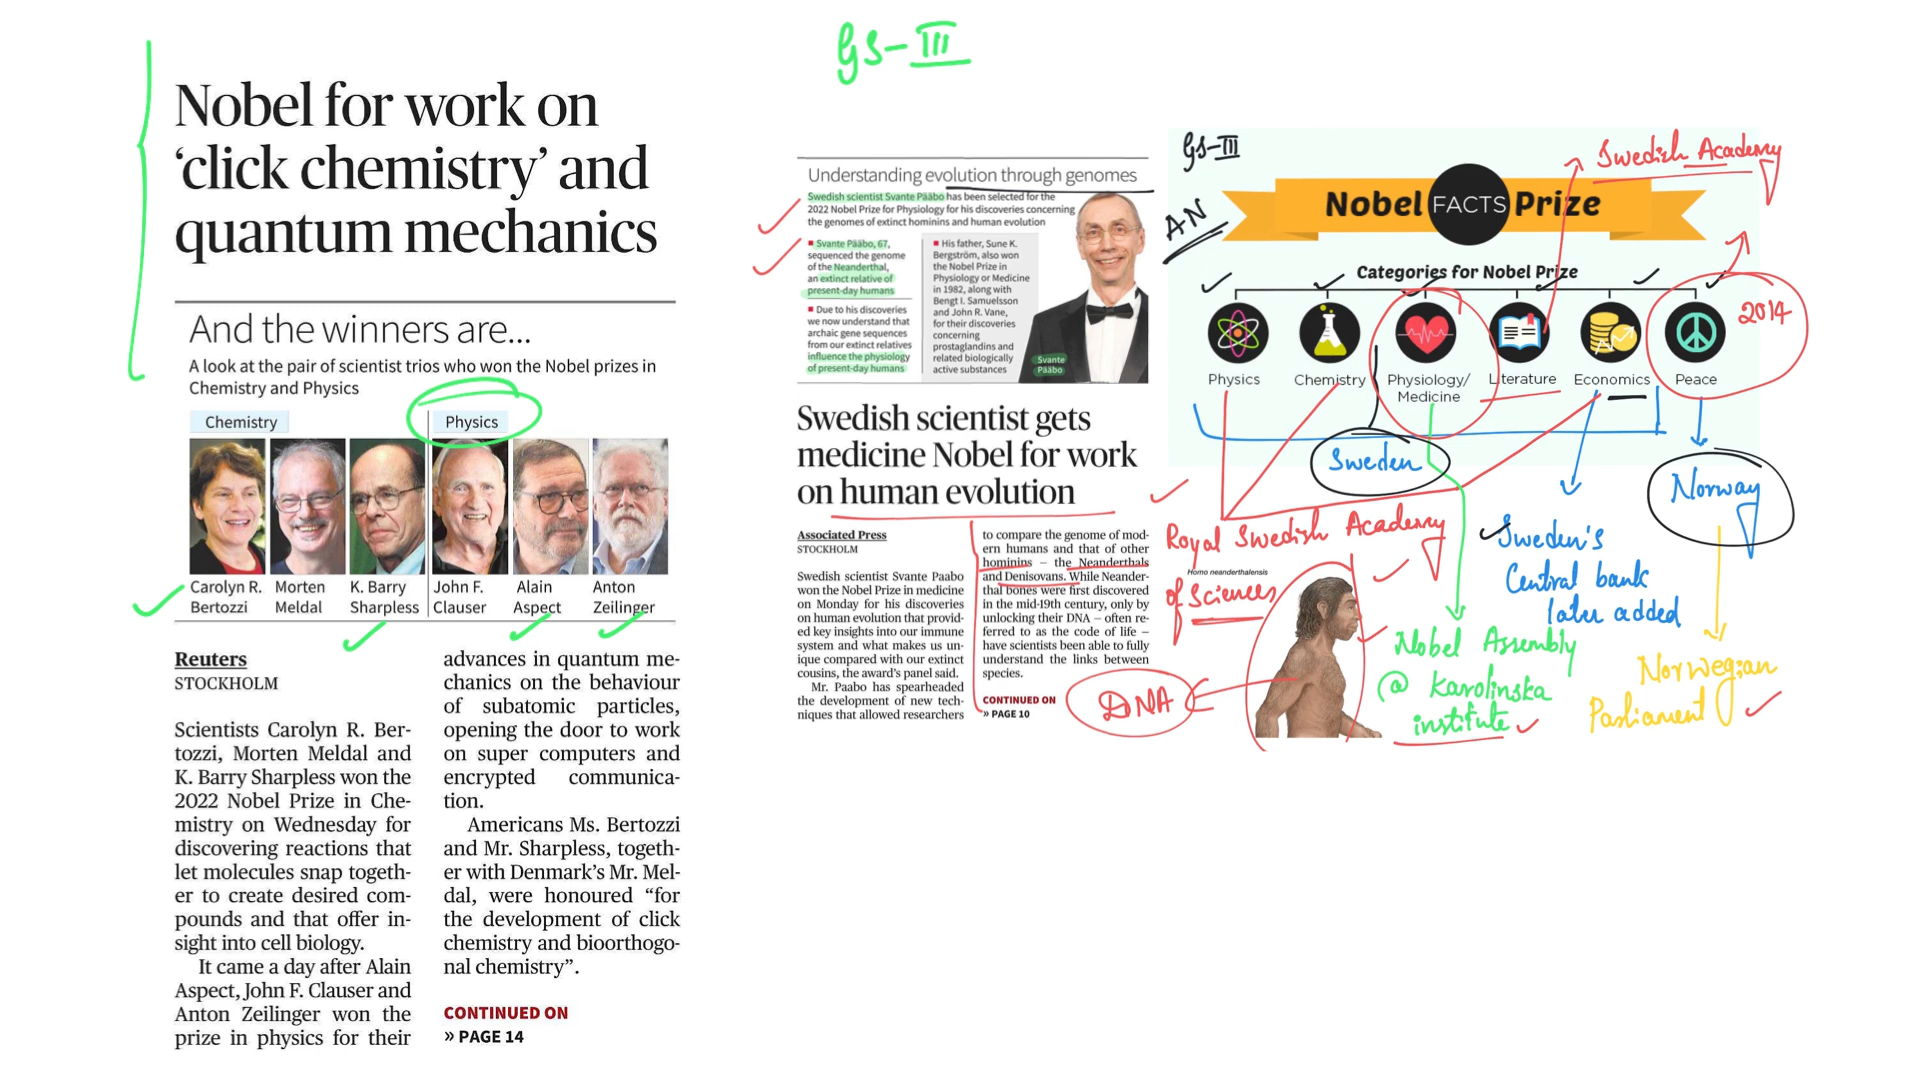 GS-III
Nobel for work on
‘click chemistry’ and
quantum mechanics
And the winners are...
A look at the pair of scientist trios who won the Nobel prizes in
Chemistry and Physics
Chemistry
Physics
Carolyn R.
Bertozzi
Morten
Meldal
K. Barry
Sharpless
John F.
Clauser
Alain
Aspect
Anton
Zeilinger
Reuters
STOCKHOLM
Scientists Carolyn R. Ber-
tozzi, Morten Meldal and
K. Barry Sharpless won the
2022 Nobel Prize in Che-
mistry on Wednesday for
discovering reactions that
let molecules snap togeth-
er to create desired com-
pounds and that offer in-
sight into cell biology.
It came a day after Alain
Aspect, John F. Clauser and
Anton Zeilinger won the
prize in physics for their
advances in quantum me-
chanics on the behaviour
of subatomic particles,
opening the door to work
on super computers and
encrypted communica-
tion.
Americans Ms. Bertozzi
and Mr. Sharpless, togeth-
er with Denmark’s Mr. Mel-
dal, were honoured “for
the development of click
chemistry and bioorthogo-
nal chemistry”.
CONTINUED ON
» PAGE 14
Understanding evolution through genomes
Swedish scientist Svante Pääbo has been selected for the
2022 Nobel Prize for Physiology for his discoveries concerning
the genomes of extinct hominins and human evolution
■ Svante Pääbo, 67,
sequenced the genome
of the Neanderthal,
an extinct relative of
present-day humans
■ Due to his discoveries
we now understand that
archaic gene sequences
from our extinct relatives
influence the physiology
of present-day humans
■ His father, Sune K.
Bergström, also won
the Nobel Prize in
Physiology or Medicine
in 1982, along with
Bengt I. Samuelsson
and John R. Vane,
for their discoveries
concerning
prostaglandins and
related biologically
active substances
Svante
Pääbo
Swedish scientist gets
medicine Nobel for work
on human evolution
Associated Press
STOCKHOLM
Swedish scientist Svante Paabo
won the Nobel Prize in medicine
on Monday for his discoveries
on human evolution that provid-
ed key insights into our immune
system and what makes us un-
ique compared with our extinct
cousins, the award’s panel said.
Mr. Paabo has spearheaded
the development of new tech-
niques that allowed researchers
to compare the genome of mod-
ern humans and that of other
hominins — the Neanderthals
and Denisovans. While Neander-
thal bones were first discovered
in the mid-19th century, only by
unlocking their DNA — often re-
ferred to as the code of life —
have scientists been able to fully
understand the links between
species.
CONTINUED ON
» PAGE 10
GS-III
Swedish Academy
AN
Nobel FACTS Prize
Categories for Nobel Prize
2014
Physics
Chemistry
Physiology/
Medicine
Literature
Economics
Peace
Sweden
Norway
Royal Swedish Academy
of Sciences
Homo neanderthalensis
DNA
Sweden's
Central bank
later added
Nobel Assembly
@ Karolinska
institute
Norwegian
Parliament